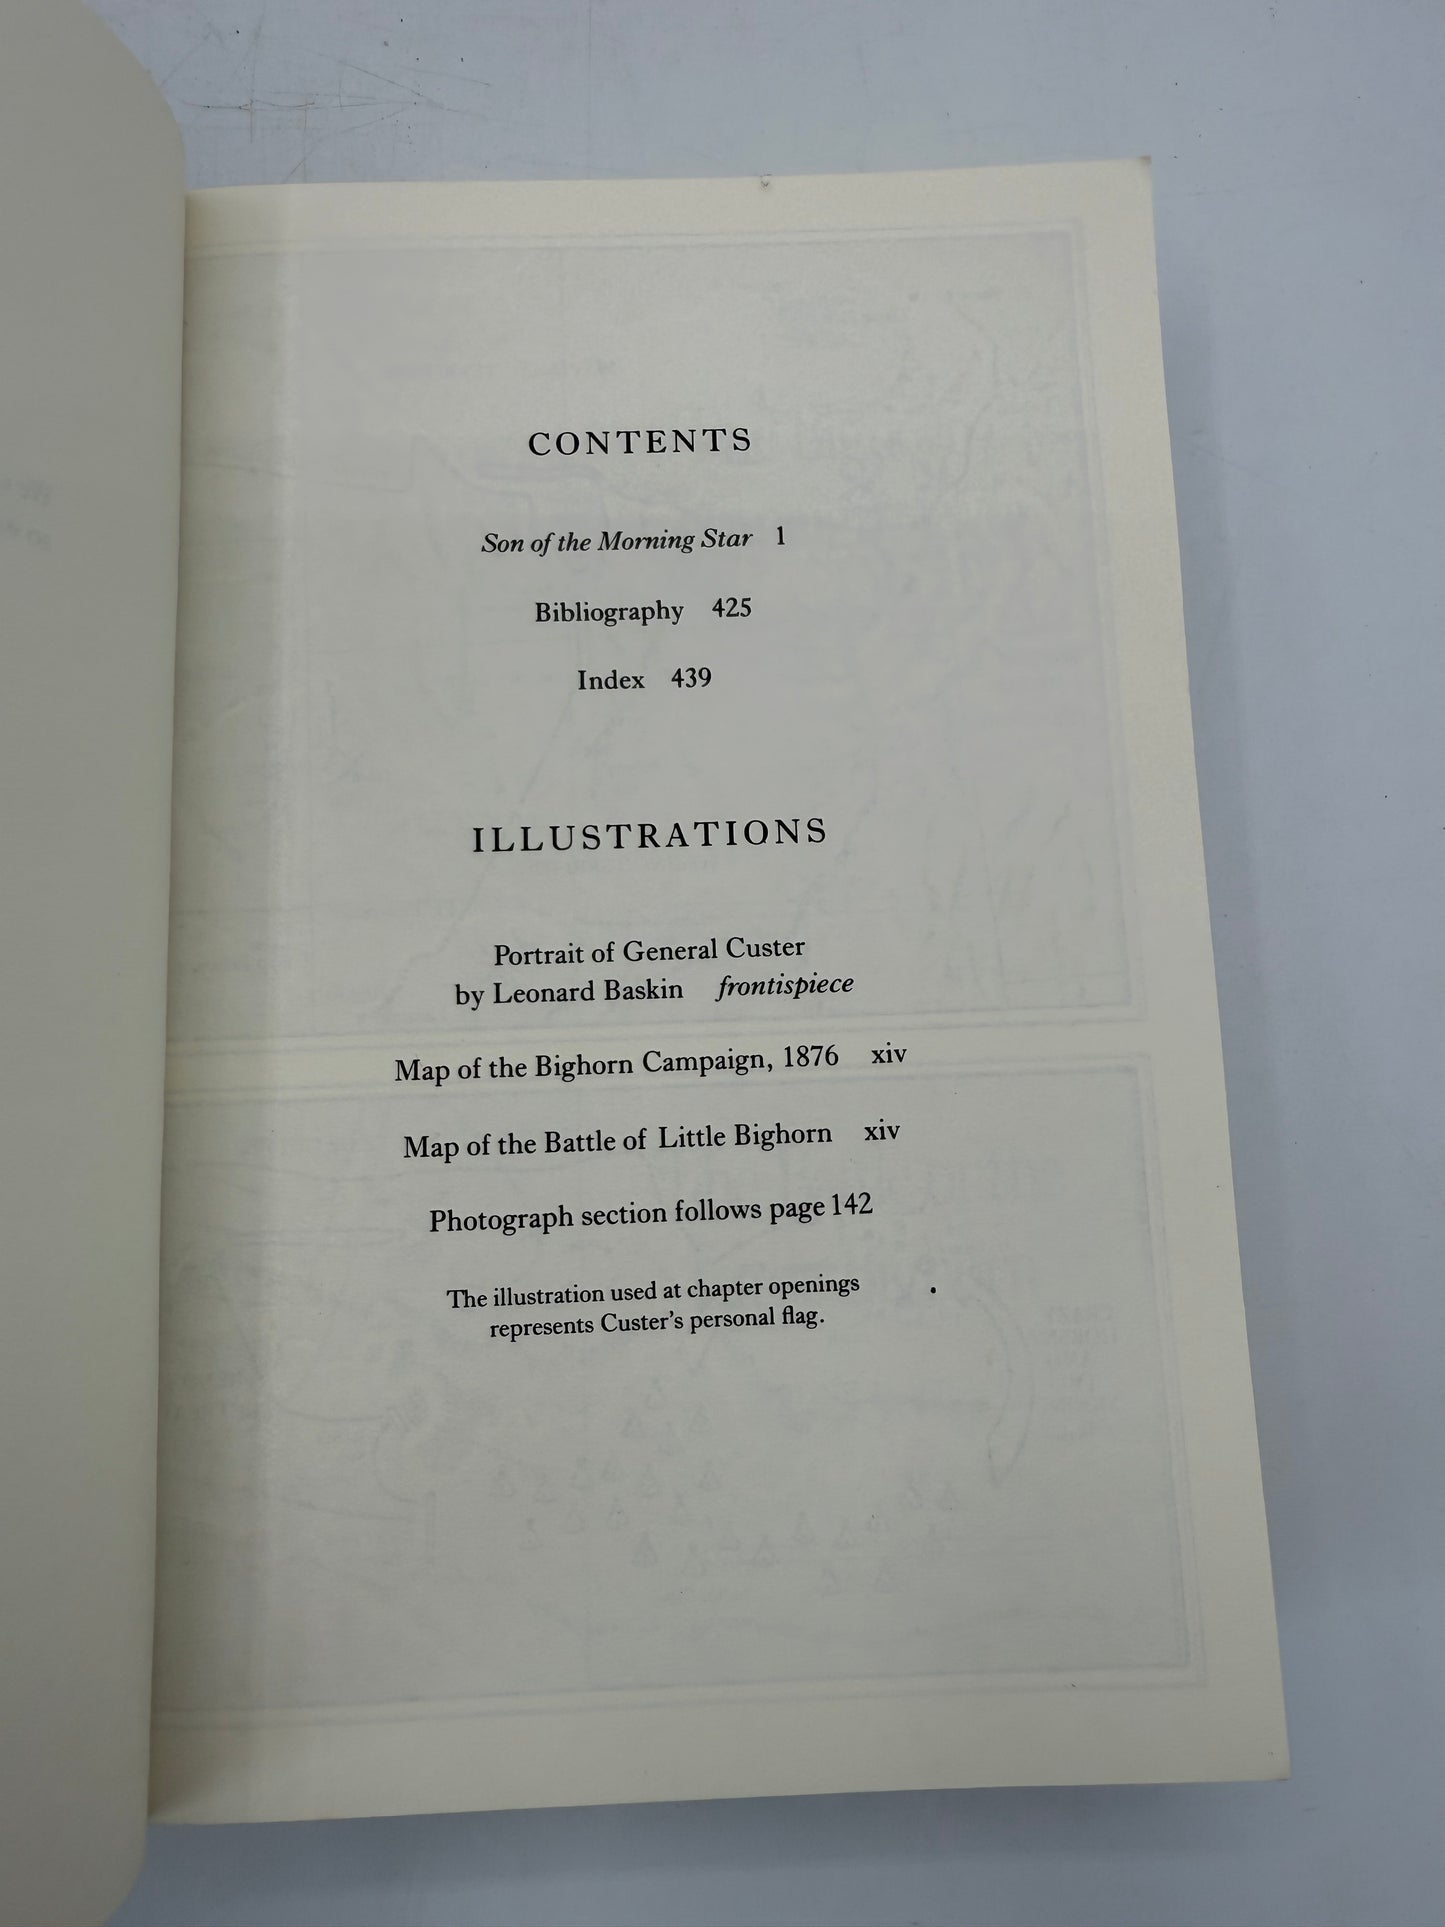 CONTENTS
Son of the Morning Star 1
Bibliography 425
Index 439
ILLUSTRATIONS
Portrait of General Custer
by Leonard Baskin frontispiece
Map of the Bighorn Campaign, 1876 xiv
Map of the Battle of Little Bighorn xiv
Photograph section follows page 142
The illustration used at chapter openings
represents Custer's personal flag.